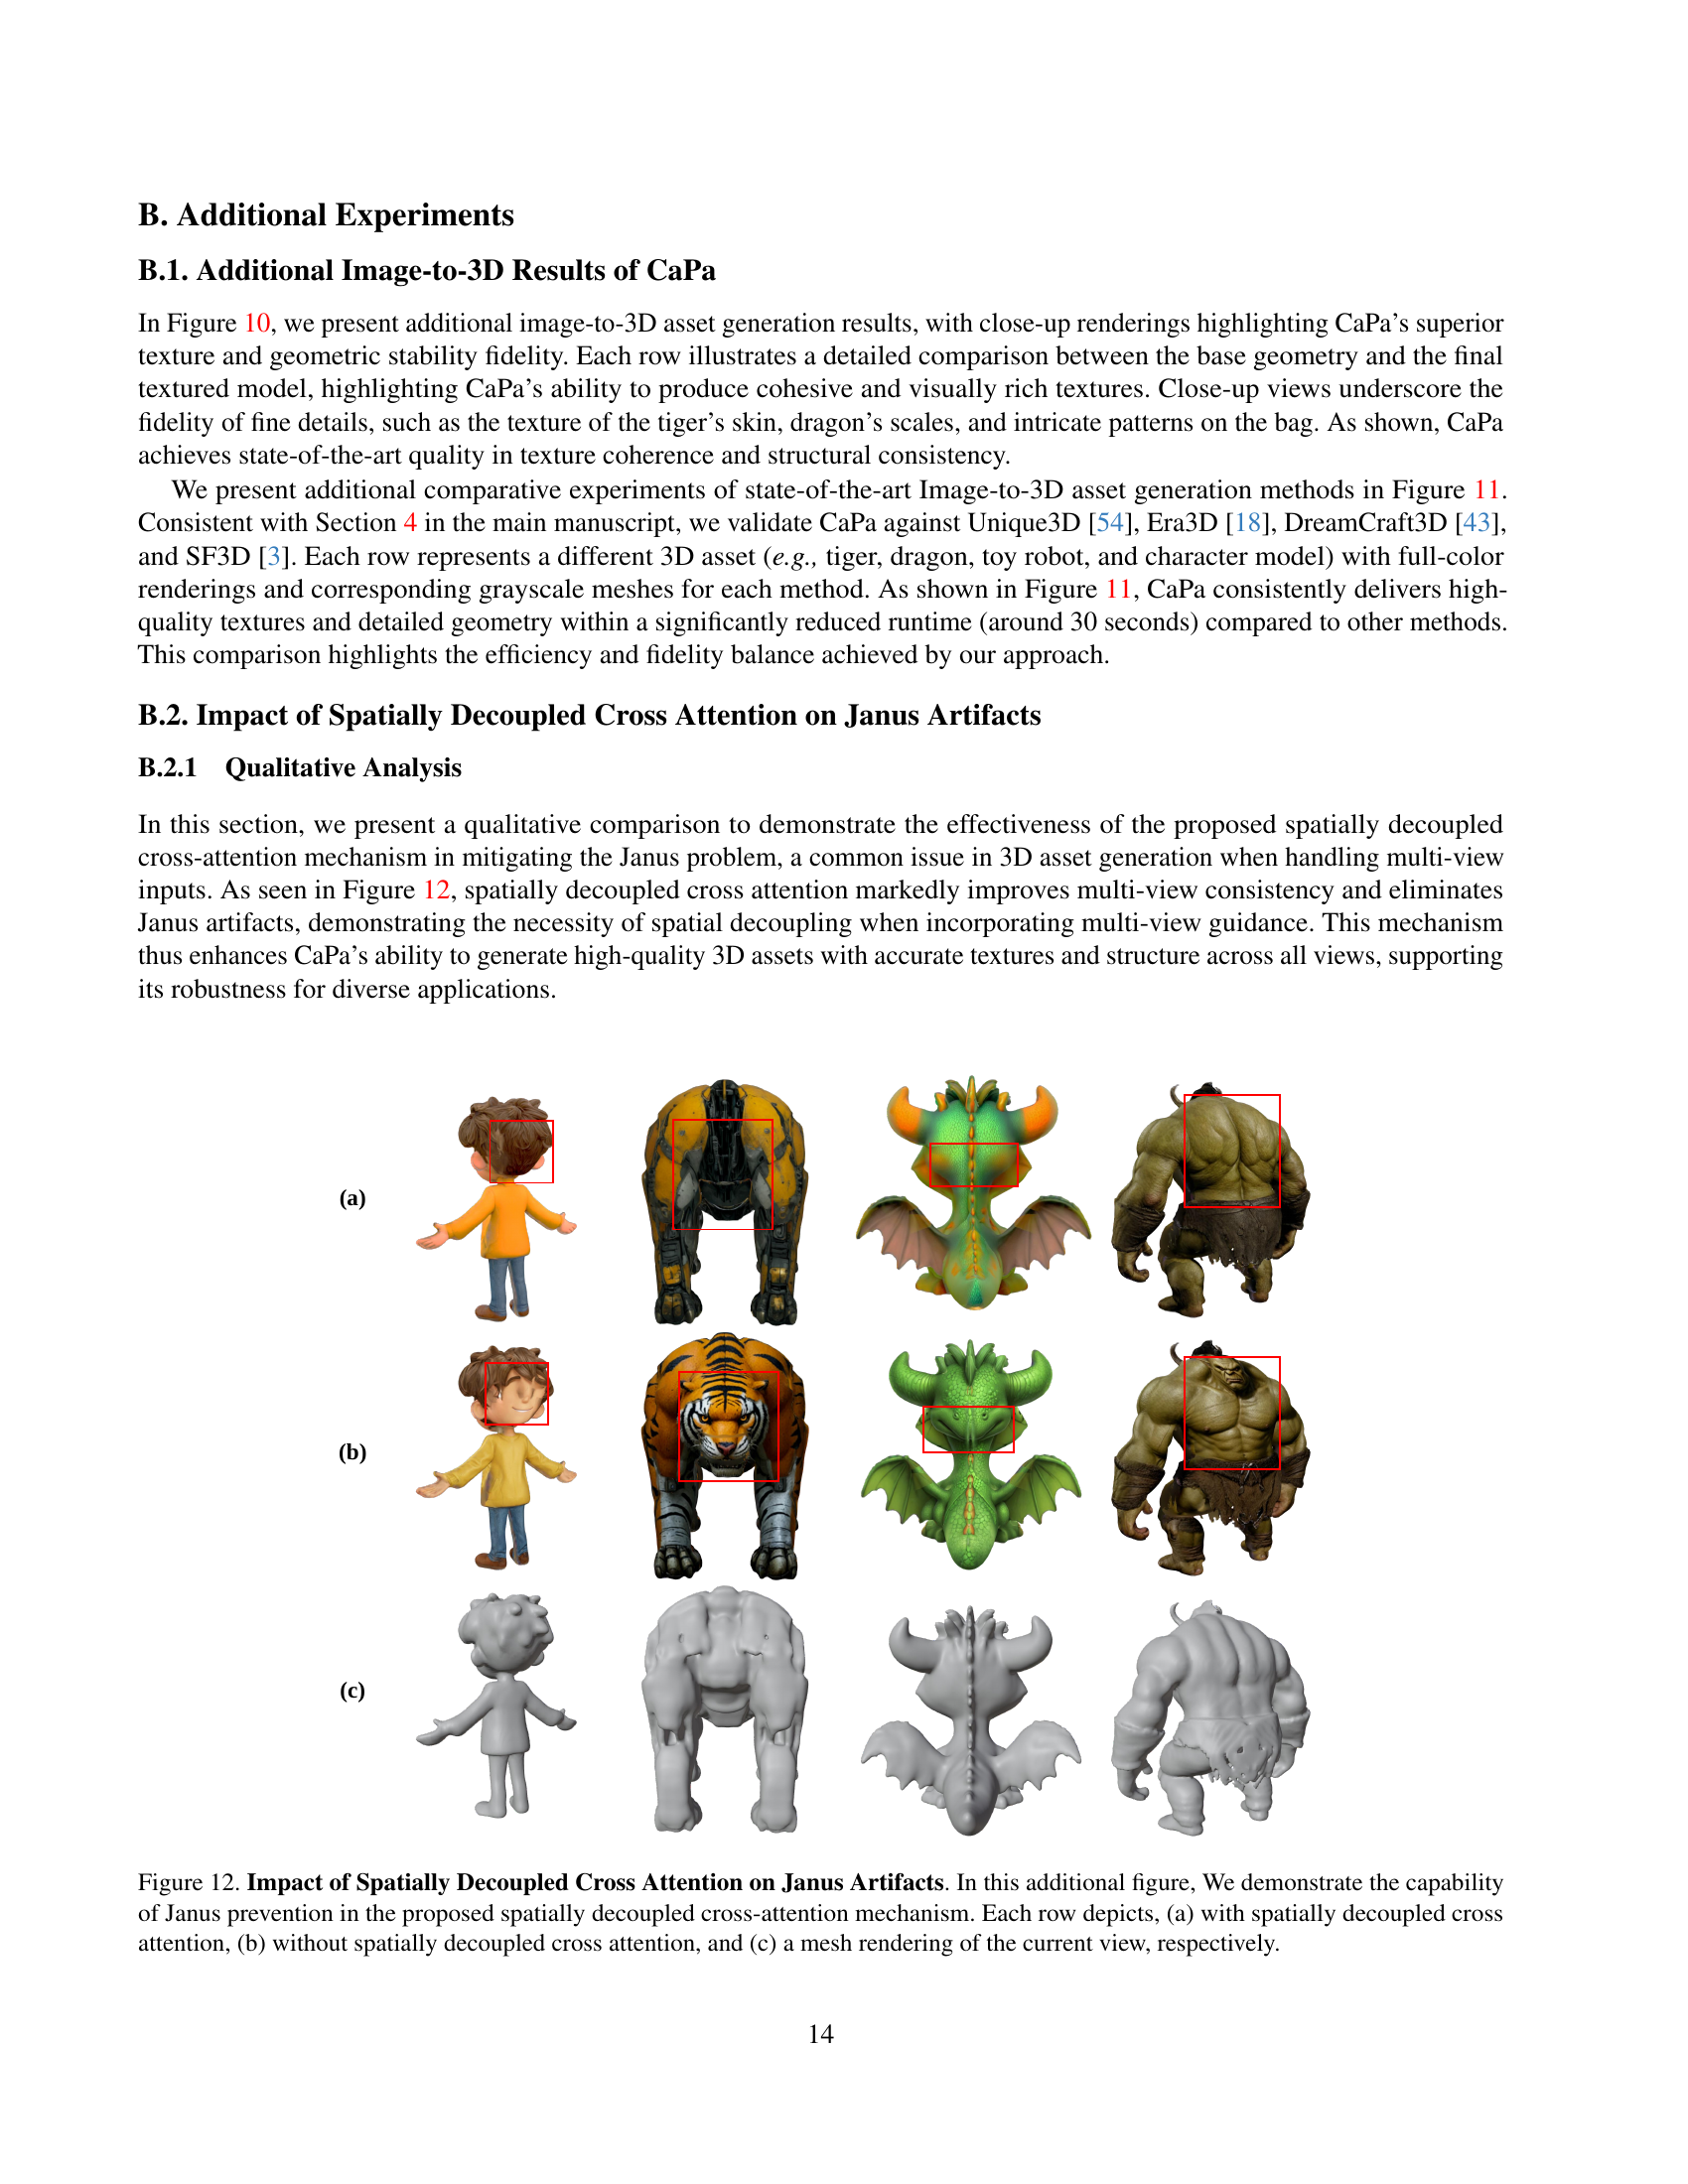 B. Additional Experiments
B.1. Additional Image-to-3D Results of CaPa
In Figure 10, we present additional image-to-3D asset generation results, with close-up renderings highlighting CaPa's superior
texture and geometric stability fidelity. Each row illustrates a detailed comparison between the base geometry and the final
textured model, highlighting CaPa's ability to produce cohesive and visually rich textures. Close-up views underscore the
fidelity of fine details, such as the texture of the tiger's skin, dragon's scales, and intricate patterns on the bag. As shown, CaPa
achieves state-of-the-art quality in texture coherence and structural consistency.
We present additional comparative experiments of state-of-the-art Image-to-3D asset generation methods in Figure 11.
Consistent with Section 4 in the main manuscript, we validate CaPa against Unique3D [54], Era3D [18], DreamCraft3D [43],
and SF3D [3]. Each row represents a different 3D asset (e.g., tiger, dragon, toy robot, and character model) with full-color
renderings and corresponding grayscale meshes for each method. As shown in Figure 11, CaPa consistently delivers high-
quality textures and detailed geometry within a significantly reduced runtime (around 30 seconds) compared to other methods.
This comparison highlights the efficiency and fidelity balance achieved by our approach.
B.2. Impact of Spatially Decoupled Cross Attention on Janus Artifacts
B.2.1 Qualitative Analysis
In this section, we present a qualitative comparison to demonstrate the effectiveness of the proposed spatially decoupled
cross-attention mechanism in mitigating the Janus problem, a common issue in 3D asset generation when handling multi-view
inputs. As seen in Figure 12, spatially decoupled cross attention markedly improves multi-view consistency and eliminates
Janus artifacts, demonstrating the necessity of spatial decoupling when incorporating multi-view guidance. This mechanism
thus enhances CaPa's ability to generate high-quality 3D assets with accurate textures and structure across all views, supporting
its robustness for diverse applications.
(a)
(b)
(c)
Figure 12. Impact of Spatially Decoupled Cross Attention on Janus Artifacts. In this additional figure, We demonstrate the capability
of Janus prevention in the proposed spatially decoupled cross-attention mechanism. Each row depicts, (a) with spatially decoupled cross
attention, (b) without spatially decoupled cross attention, and (c) a mesh rendering of the current view, respectively.
14